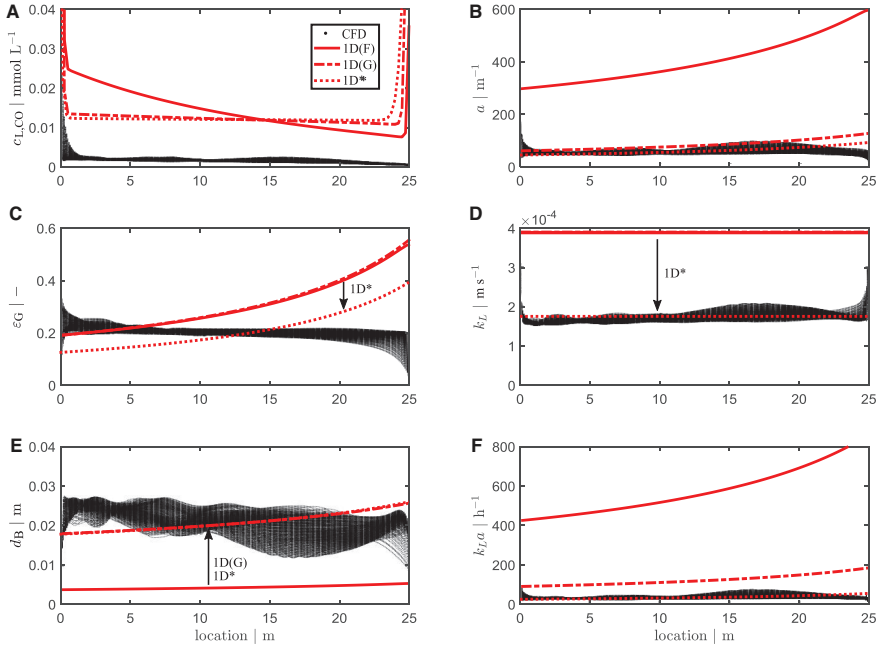 A
c_L,CO | mmol L⁻¹
0.04
0.03
0.02
0.01
0
0 5 10 15 20 25
CFD
1D(F)
1D(G)
1D*
B
a | m⁻¹
600
400
200
0
0 5 10 15 20 25
C
ε_G | −
0.6
0.4
0.2
0
0 5 10 15 20 25
1D*
D
k_L | m s⁻¹
×10⁻⁴
4
3
2
1
0
0 5 10 15 20 25
1D*
E
d_B | m
0.04
0.03
0.02
0.01
0
0 5 10 15 20 25
location | m
1D(G)
1D*
F
k_L a | h⁻¹
800
600
400
200
0
0 5 10 15 20 25
location | m